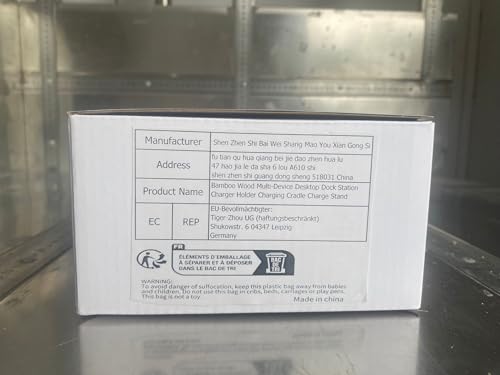 Manufacturer Shen Zhen Shi Bai Wei Shang Mao You Xian Gong Si
Address
fu tian qu hua qiang bei jie dao zhen hua lu
47 hao jia le da sha 6 lou A610 shi
shen zhen shi guang dong sheng 518031 China
Product Name
Bamboo Wood Multi-Device Desktop Dock Station
Charger Holder Charging Cradle Charge Stand
EC REP
EU-Bevollmächtigter:
Tiger-Zhou UG (haftungsbeschränkt)
Shukowstr. 6 04347 Leipzig
Germany
FR
ÉLÉMENTS D'EMBALLAGE
À SÉPARER ET À DÉPOSER
DANS LE BAC DE TRI
BAC
DE
TRI
WARNING:
To avoid danger of suffocation, keep this plastic bag away from babies
and children. Do not use this bag in cribs, beds, carriages or play pens.
This bag is not a toy.
Made in china